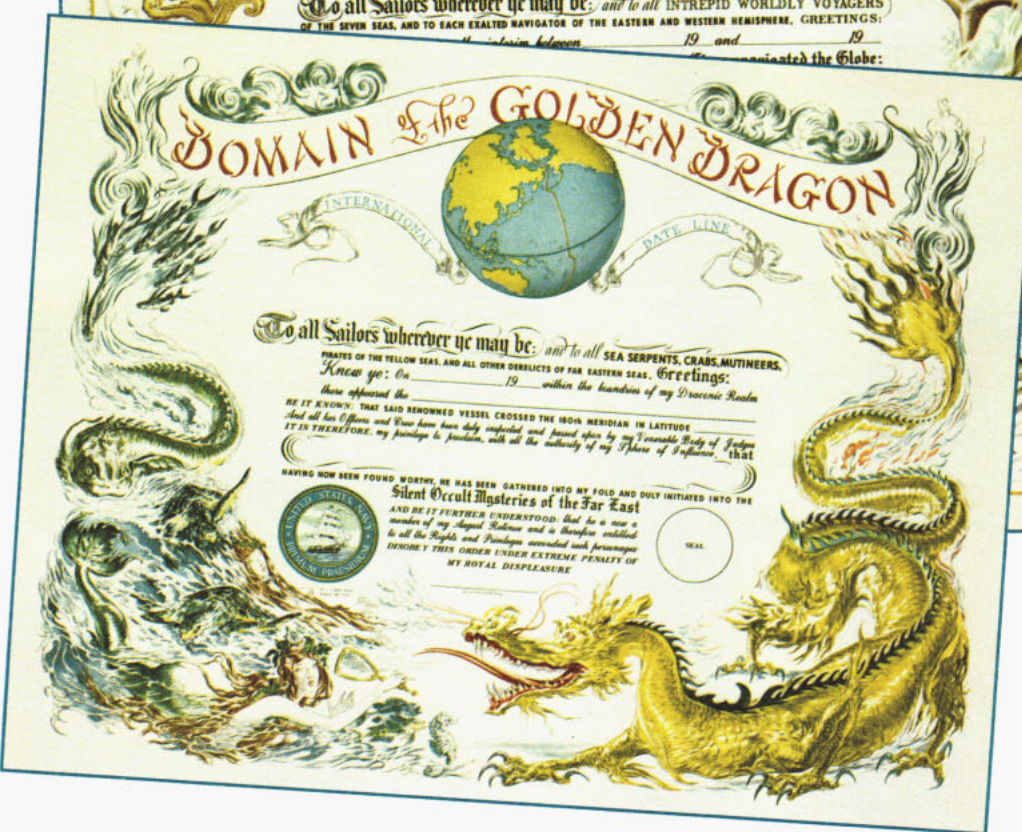 To all Sailors wherever ye may be: and to all INTREPID WORLDLY VOYAGERS
OF THE SEVEN SEAS, AND TO EACH EXALTED NAVIGATOR OF THE EASTERN AND WESTERN HEMISPHERE, GREETINGS:
the interim between 19 and 19
the Globe:
DOMAIN of the GOLDEN DRAGON
INTERNATIONAL DATE LINE
To all Sailors wherever ye may be: and to all SEA SERPENTS, CRABS, MUTINEERS,
PIRATES OF THE YELLOW SEAS, AND ALL OTHER DERELICTS OF FAR EASTERN SEAS, Greetings:
Know ye: On 19 within the boundries of my Draconic Realm
there appeared the
BE IT KNOWN: THAT SAID RENOWNED VESSEL CROSSED THE 180th MERIDIAN IN LATITUDE
And all her Officers and Crew have been duly inspected and passed upon by my Venerable Body of Judges
IT IS THEREFORE, my privilege to proclaim, with all the authority of my Sphere of Influence, that
HAVING NOW BEEN FOUND WORTHY, HE HAS BEEN GATHERED INTO MY FOLD AND DULY INITIATED INTO THE
Silent Occult Mysteries of the Far East
AND BE IT FURTHER UNDERSTOOD: that he is now a
member of my August Retinue and is therefore entitled
to all the Rights and Privileges accorded such personages
DISOBEY THIS ORDER UNDER EXTREME PENALTY OF
MY ROYAL DISPLEASURE
UNITED STATES NAVY
PRAESIDIUM
SEAL